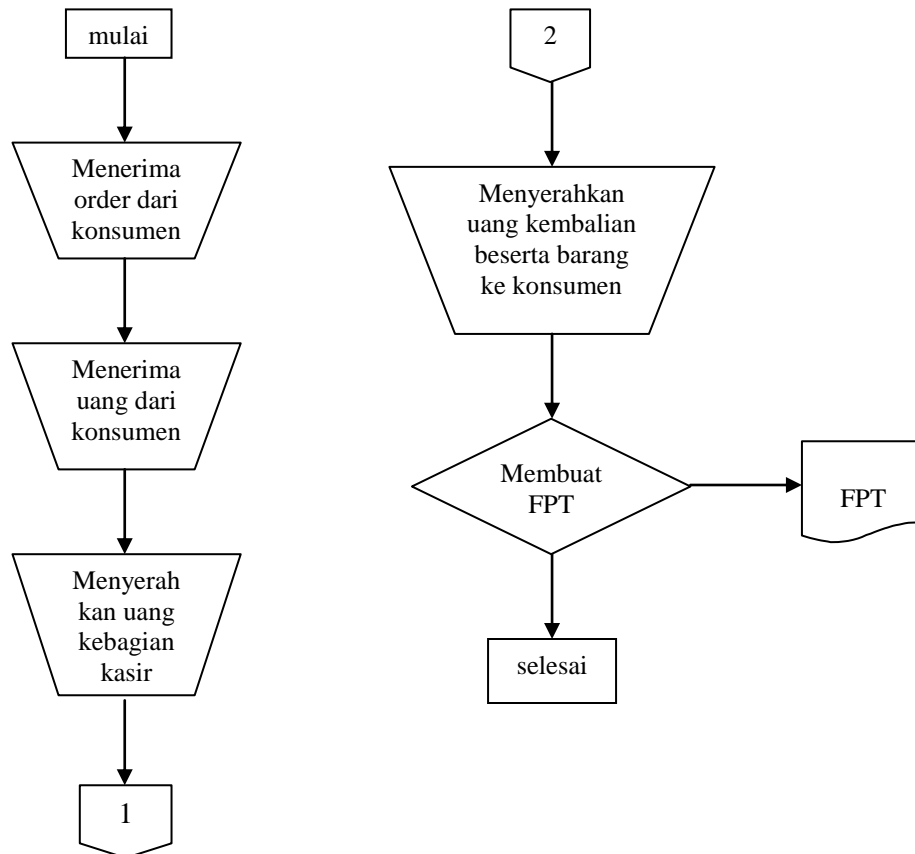 mulai
Menerima
order dari
konsumen
Menerima
uang dari
konsumen
Menyerah
kan uang
kebagian
kasir
1
2
Menyerahkan
uang kembalian
beserta barang
ke konsumen
Membuat
FPT
FPT
selesai